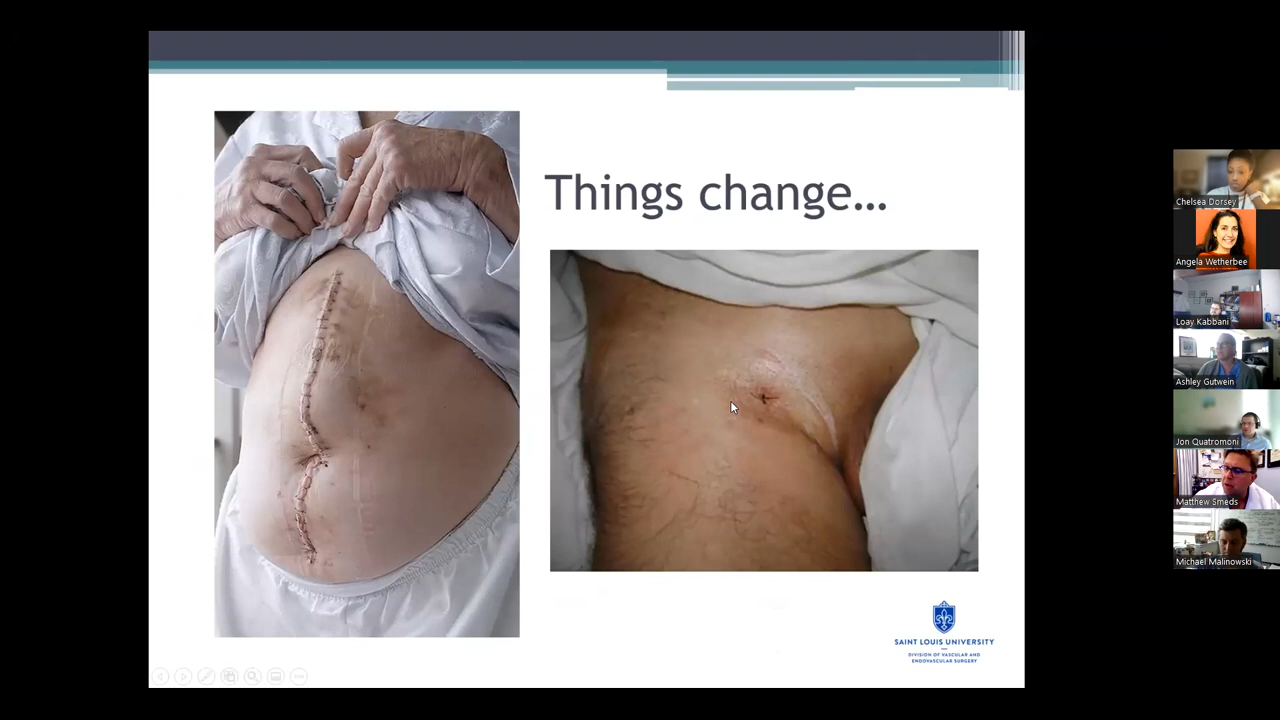 Things change...
SAINT LOUIS UNIVERSITY
DIVISION OF VASCULAR AND
ENDOVASCULAR SURGERY
Chelsea Dorsey
Angela Wetherbee
Loay Kabbani
Ashley Gutwein
Jon Quatromoni
Matthew Smeds
Michael Malinowski